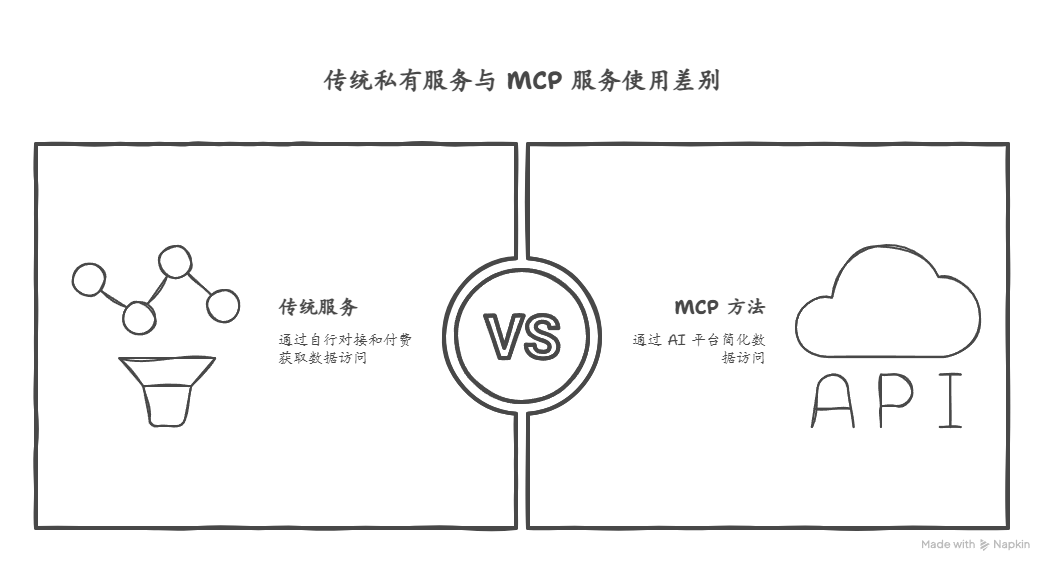 传统私有服务与 MCP 服务使用差别
传统服务
通过自行对接和付费
获取数据访问
VS
MCP 方法
通过 AI 平台简化数
据访问
API
Made with Napkin